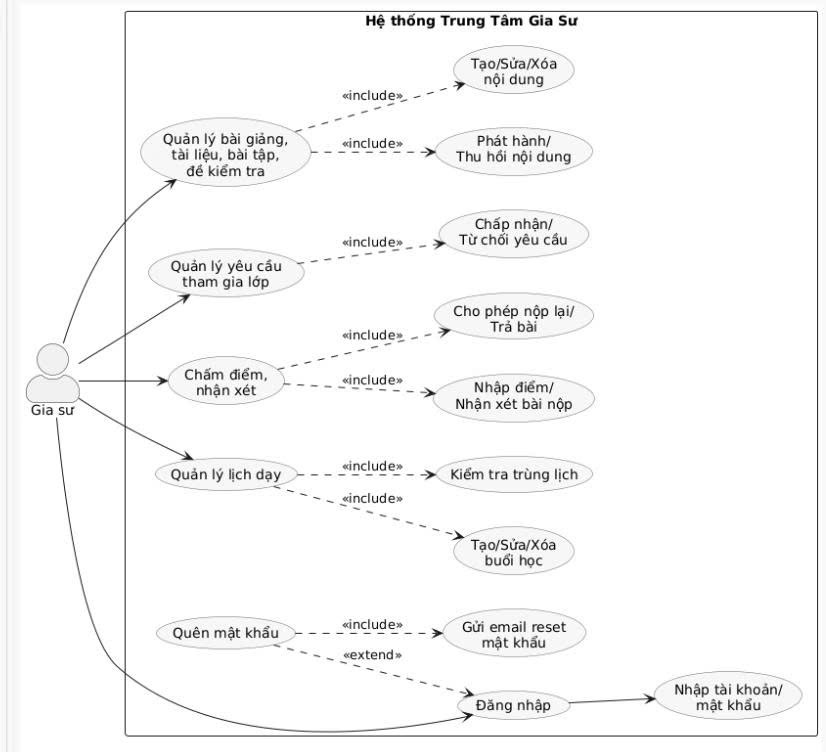 Hệ thống Trung Tâm Gia Sư
Tạo/Sửa/Xóa
nội dung
«include»
Quản lý bài giảng,
tài liệu, bài tập,
đề kiểm tra
«include»
Phát hành/
Thu hồi nội dung
Chấp nhận/
Từ chối yêu cầu
«include»
Quản lý yêu cầu
tham gia lớp
Cho phép nộp lại/
Trả bài
«include»
Chấm điểm,
nhận xét
«include»
Nhập điểm/
Nhận xét bài nộp
Gia sư
Quản lý lịch dạy
«include»
Kiểm tra trùng lịch
«include»
Tạo/Sửa/Xóa
buổi học
Quên mật khẩu
«include»
Gửi email reset
mật khẩu
«extend»
Đăng nhập
Nhập tài khoản/
mật khẩu